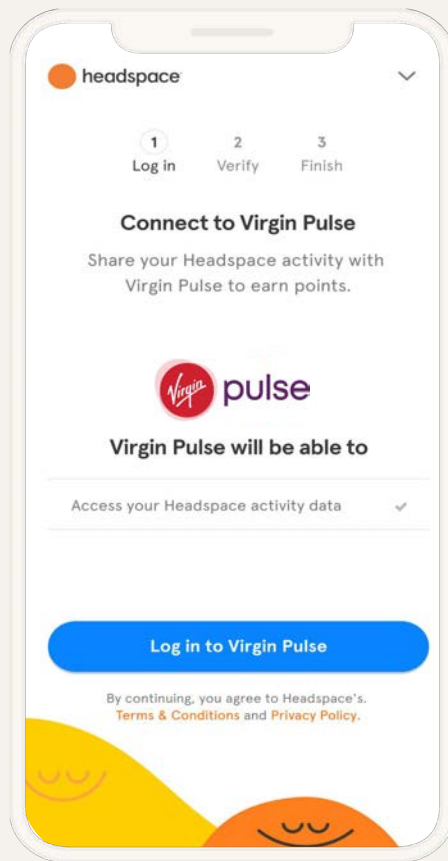 headspace
1 2 3
Log in Verify Finish
Connect to Virgin Pulse
Share your Headspace activity with
Virgin Pulse to earn points.
Virgin pulse
Virgin Pulse will be able to
Access your Headspace activity data
Log in to Virgin Pulse
By continuing, you agree to Headspace's.
Terms & Conditions and Privacy Policy.